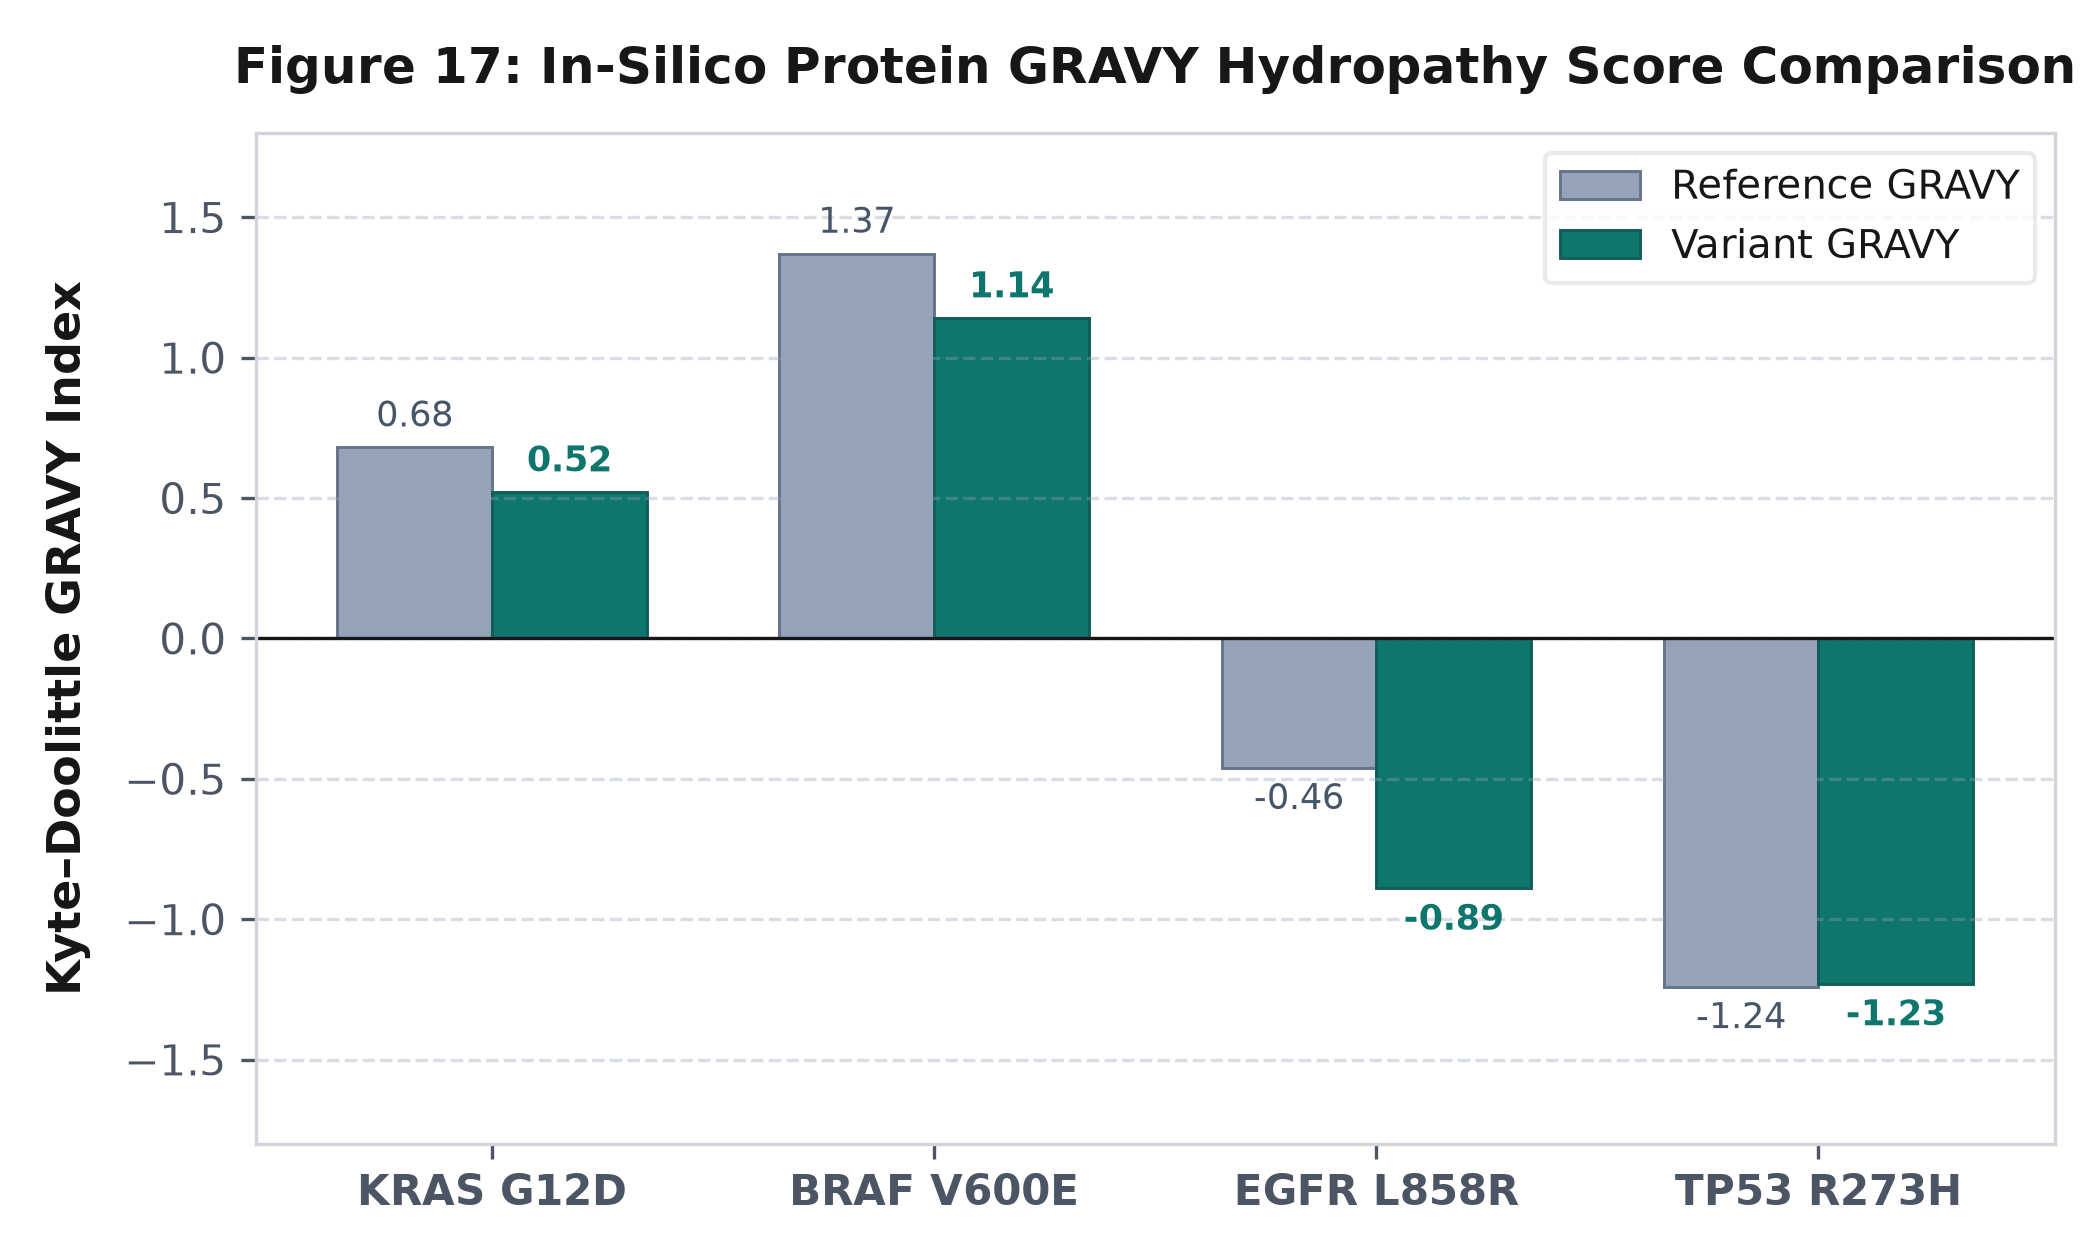 Figure 17: In-Silico Protein GRAVY Hydropathy Score Comparison
Kyte–Doolittle GRAVY Index
1.5
1.0
0.5
0.0
−0.5
−1.0
−1.5
Reference GRAVY
Variant GRAVY
0.68
0.52
1.37
1.14
-0.46
-0.89
-1.24
-1.23
KRAS G12D
BRAF V600E
EGFR L858R
TP53 R273H